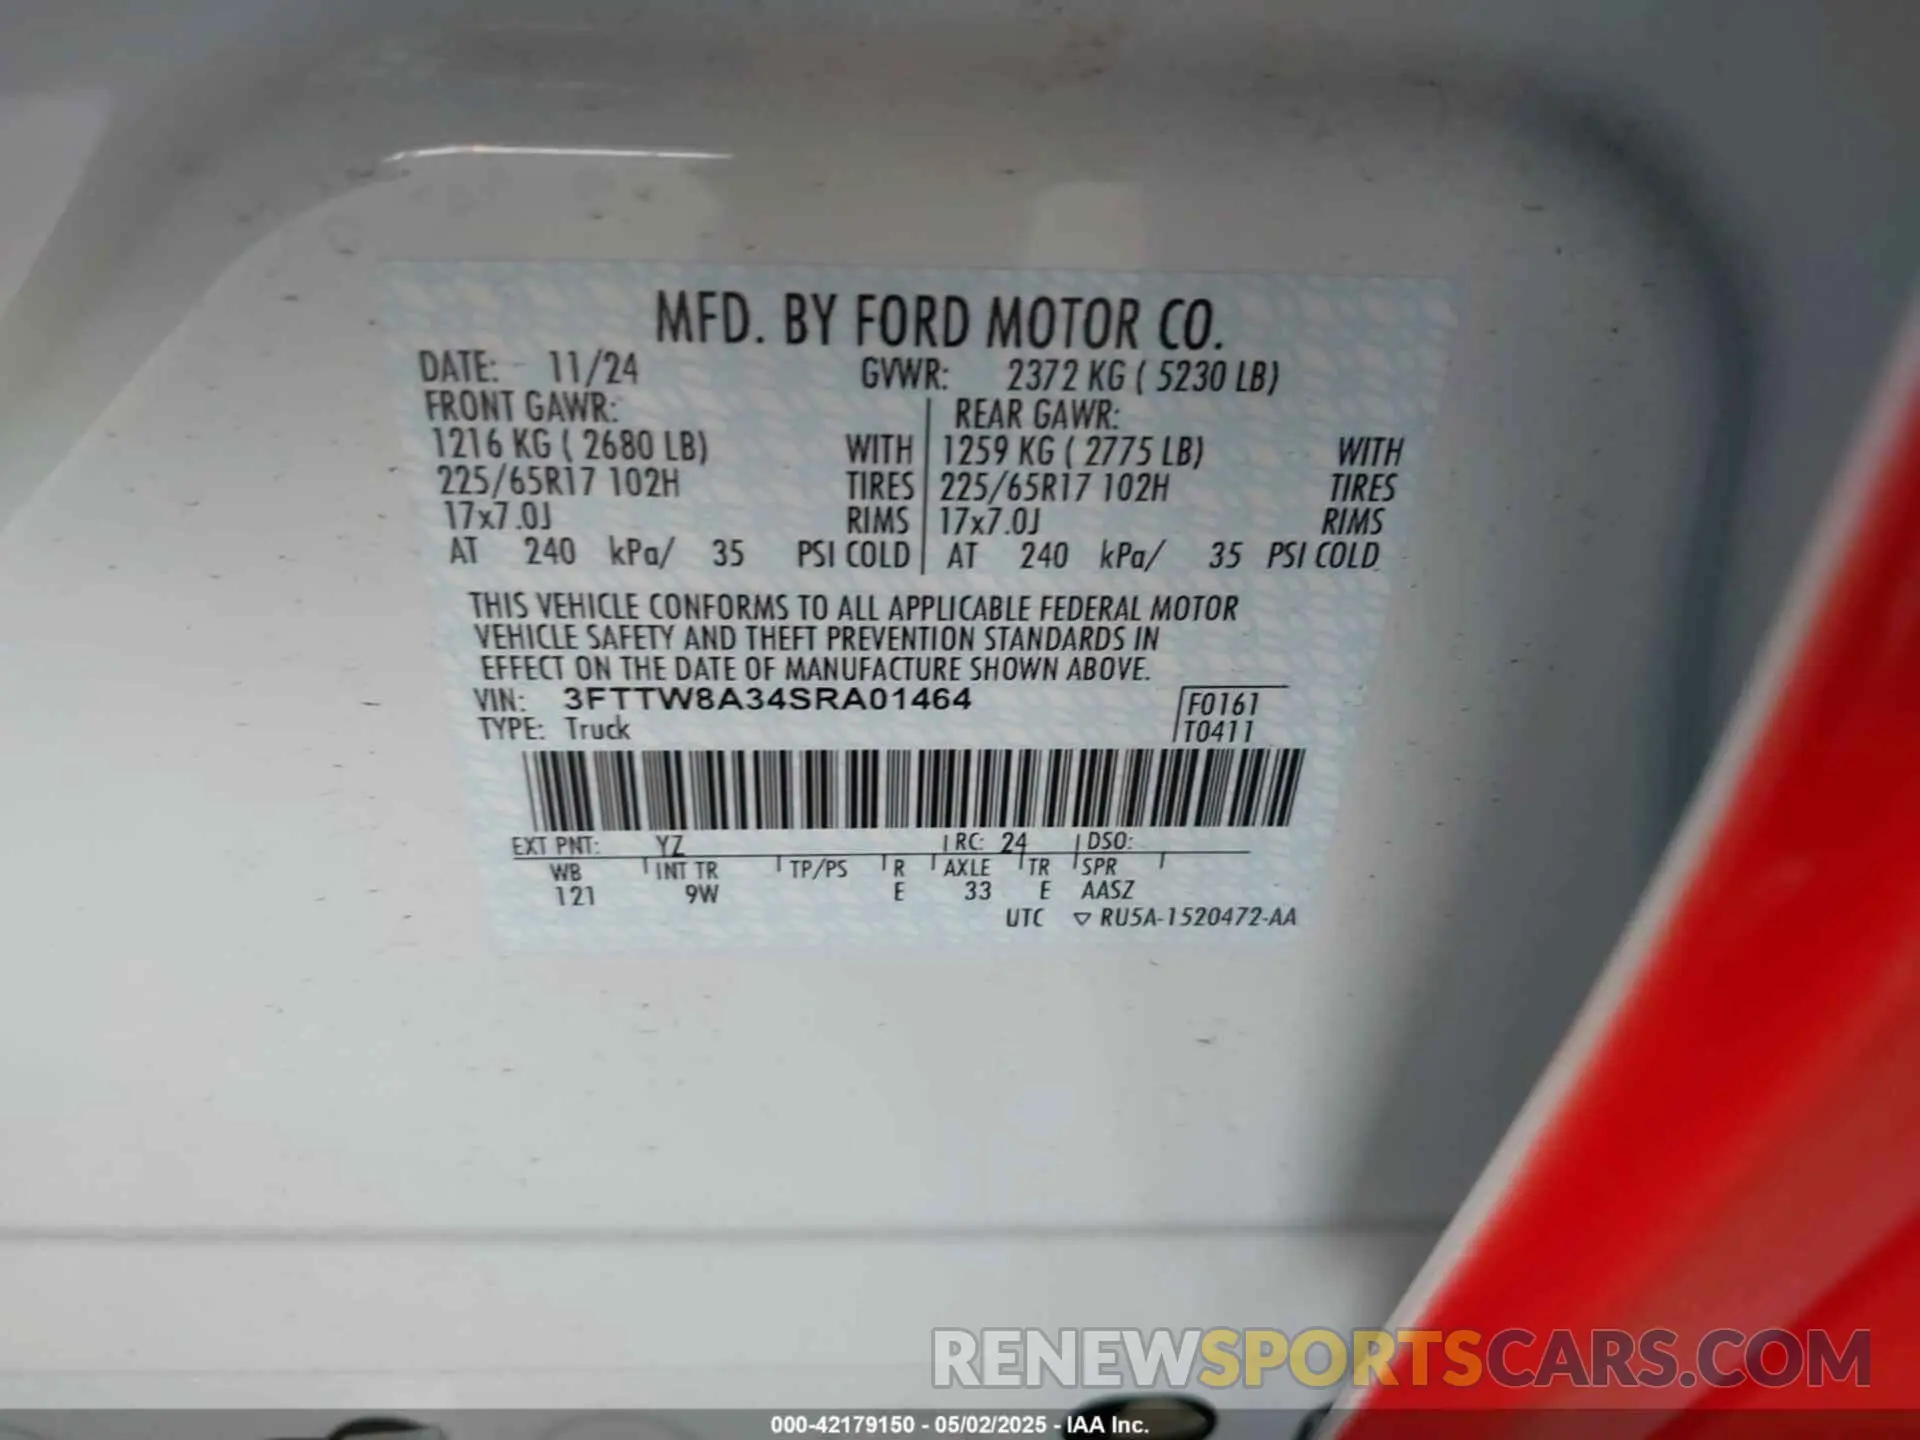 MFD. BY FORD MOTOR CO.
DATE: 11/24 GVWR: 2372 KG ( 5230 LB)
FRONT GAWR: REAR GAWR:
1216 KG ( 2680 LB) WITH 1259 KG ( 2775 LB) WITH
225/65R17 102H TIRES 225/65R17 102H TIRES
17x7.0J RIMS 17x7.0J RIMS
AT 240 kPa/ 35 PSI COLD AT 240 kPa/ 35 PSI COLD
THIS VEHICLE CONFORMS TO ALL APPLICABLE FEDERAL MOTOR
VEHICLE SAFETY AND THEFT PREVENTION STANDARDS IN
EFFECT ON THE DATE OF MANUFACTURE SHOWN ABOVE.
VIN: 3FTTW8A34SRA01464 F0161
TYPE: Truck T0411
EXT PNT: YZ RC: 24 DSO:
WB INT TR TP/PS R AXLE TR SPR
121 9W E 33 E AASZ
UTC ▽ RU5A-1520472-AA
RENEWSPORTSCARS.COM
000-42179150 - 05/02/2025 - IAA Inc.